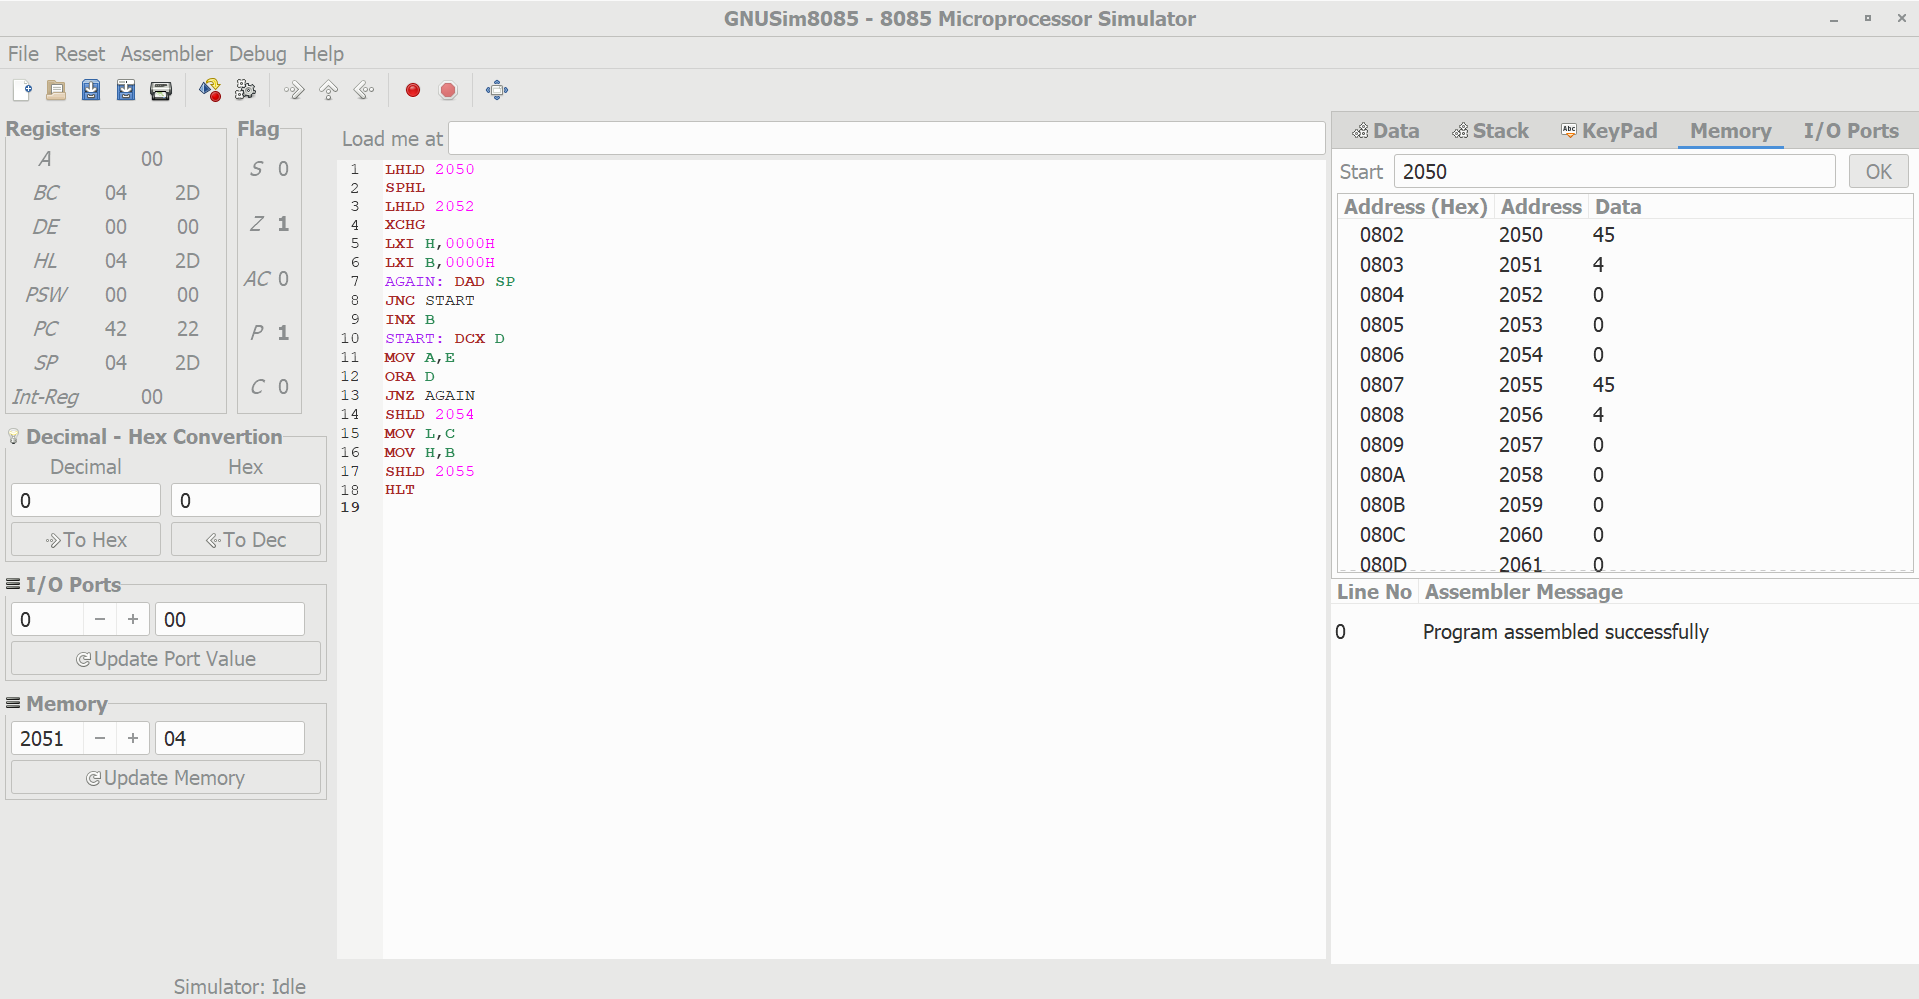 GNUSim8085 - 8085 Microprocessor Simulator
File Reset Assembler Debug Help
Registers
A 00
BC 04 2D
DE 00 00
HL 04 2D
PSW 00 00
PC 42 22
SP 04 2D
Int-Reg 00
Flag
S 0
Z 1
AC 0
P 1
C 0
Decimal - Hex Convertion
Decimal Hex
0 0
To Hex To Dec
I/O Ports
0 − + 00
Update Port Value
Memory
2051 − + 04
Update Memory
Load me at
1 LHLD 2050
2 SPHL
3 LHLD 2052
4 XCHG
5 LXI H,0000H
6 LXI B,0000H
7 AGAIN: DAD SP
8 JNC START
9 INX B
10 START: DCX D
11 MOV A,E
12 ORA D
13 JNZ AGAIN
14 SHLD 2054
15 MOV L,C
16 MOV H,B
17 SHLD 2055
18 HLT
19
Data Stack Abc KeyPad Memory I/O Ports
Start 2050 OK
Address (Hex) Address Data
0802 2050 45
0803 2051 4
0804 2052 0
0805 2053 0
0806 2054 0
0807 2055 45
0808 2056 4
0809 2057 0
080A 2058 0
080B 2059 0
080C 2060 0
080D 2061 0
Line No Assembler Message
0 Program assembled successfully
Simulator: Idle